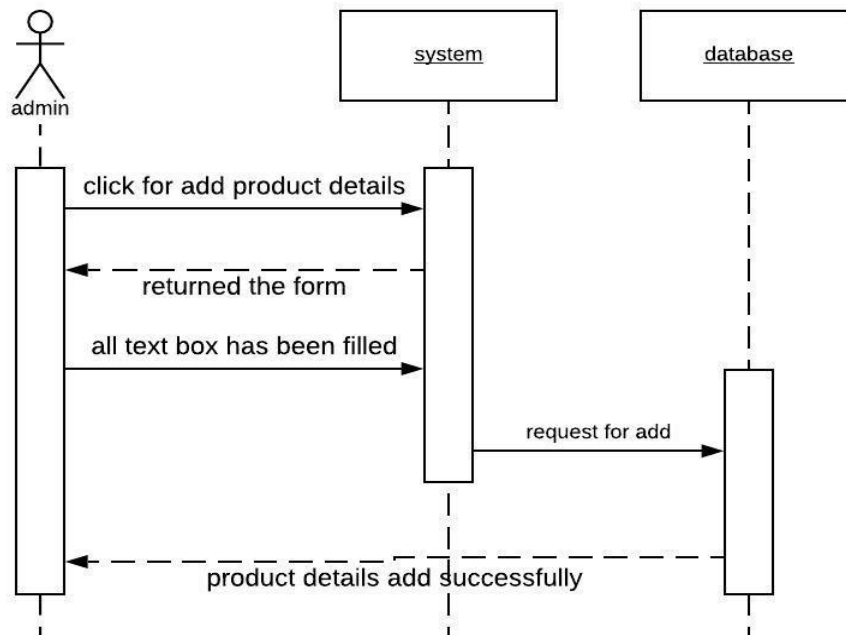 system
database
admin
click for add product details
returned the form
all text box has been filled
request for add
product details add successfully